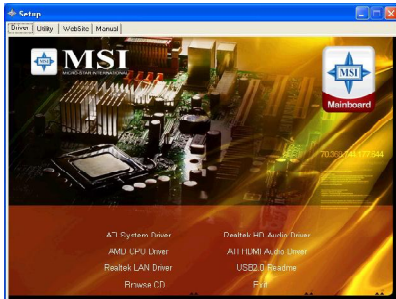 Setup
Driver Utility WebSite Manual
MSI
MICRO-STAR INTERNATIONAL
MSI
Mainboard
ATI System Driver Realtek HD Audio Driver
AMD CPU Driver ATI HDMI Audio Driver
Realtek LAN Driver USB2.0 Readme
Browse CD Exit